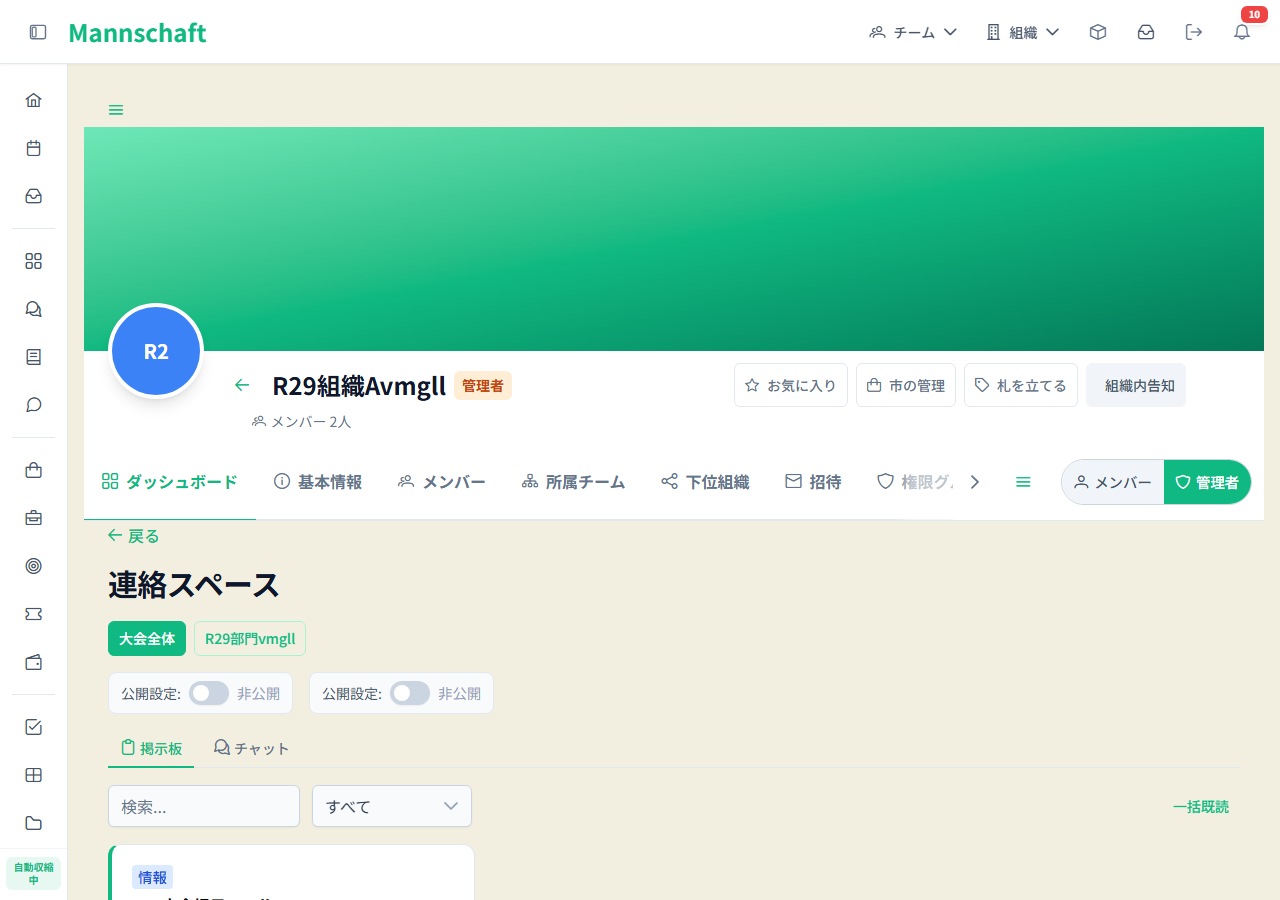 Mannschaft
チーム
組織
10
R2
R29組織Avmgll
管理者
メンバー 2人
お気に入り
市の管理
札を立てる
組織内告知
ダッシュボード
基本情報
メンバー
所属チーム
下位組織
招待
権限グ
メンバー
管理者
戻る
連絡スペース
大会全体
R29部門vmgll
公開設定:
非公開
公開設定:
非公開
掲示板
チャット
検索...
すべて
一括既読
情報
自動収縮
中